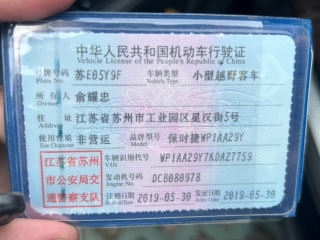 中华人民共和国机动车行驶证
Vehicle License of the People's Republic of China
号牌号码 苏E05Y9F 车辆类型 小型越野客车
Plate No. Vehicle Type
所有人 俞耀忠
Owner
住址 江苏省苏州市工业园区星汉街5号
Address
使用性质 非营运 品牌型号 保时捷WP1AA29Y
Use Character Model
江苏省苏州市公安局交通警察支队
车辆识别代号 WP1AA29Y7KDA27759
VIN
发动机号码 DCB080978
Engine No.
注册日期 2019-05-30 发证日期 2019-05-30
Register Date Issue Date